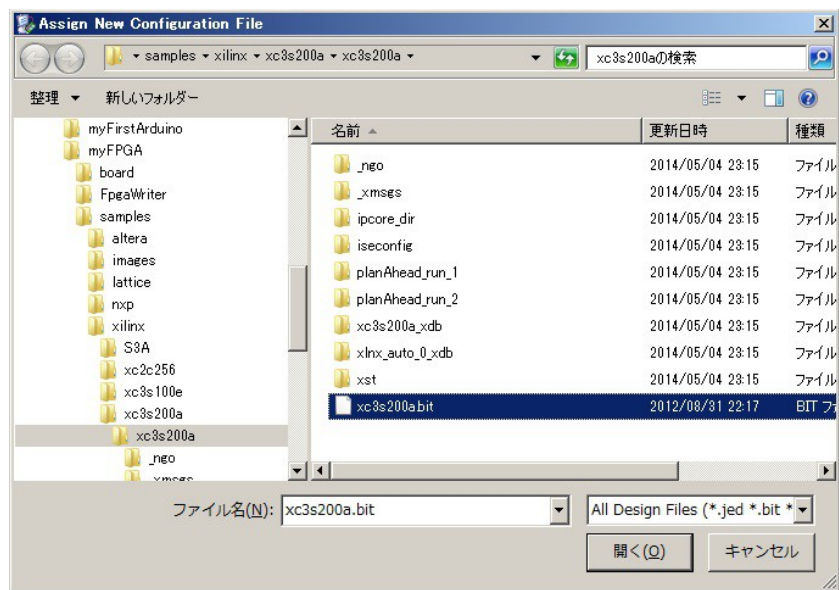 Assign New Configuration File
samples xilinx xc3s200a xc3s200a
xc3s200aの検索
整理 新しいフォルダー
myFirstArduino
myFPGA
board
FpgaWriter
samples
altera
images
lattice
nxp
xilinx
S3A
xc2c256
xc3s100e
xc3s200a
xc3s200a
_ngo
_xmsgs
名前 更新日時 種類
_ngo 2014/05/04 23:15 ファイル
_xmsgs 2014/05/04 23:15 ファイル
ipcore_dir 2014/05/04 23:15 ファイル
iseconfig 2014/05/04 23:15 ファイル
planAhead_run_1 2014/05/04 23:15 ファイル
planAhead_run_2 2014/05/04 23:15 ファイル
xc3s200a_xdb 2014/05/04 23:15 ファイル
xlnx_auto_0_xdb 2014/05/04 23:15 ファイル
xst 2014/05/04 23:15 ファイル
xc3s200a.bit 2012/08/31 22:17 BIT ファ
ファイル名(N): xc3s200a.bit
All Design Files (*.jed *.bit *
開く(O) キャンセル